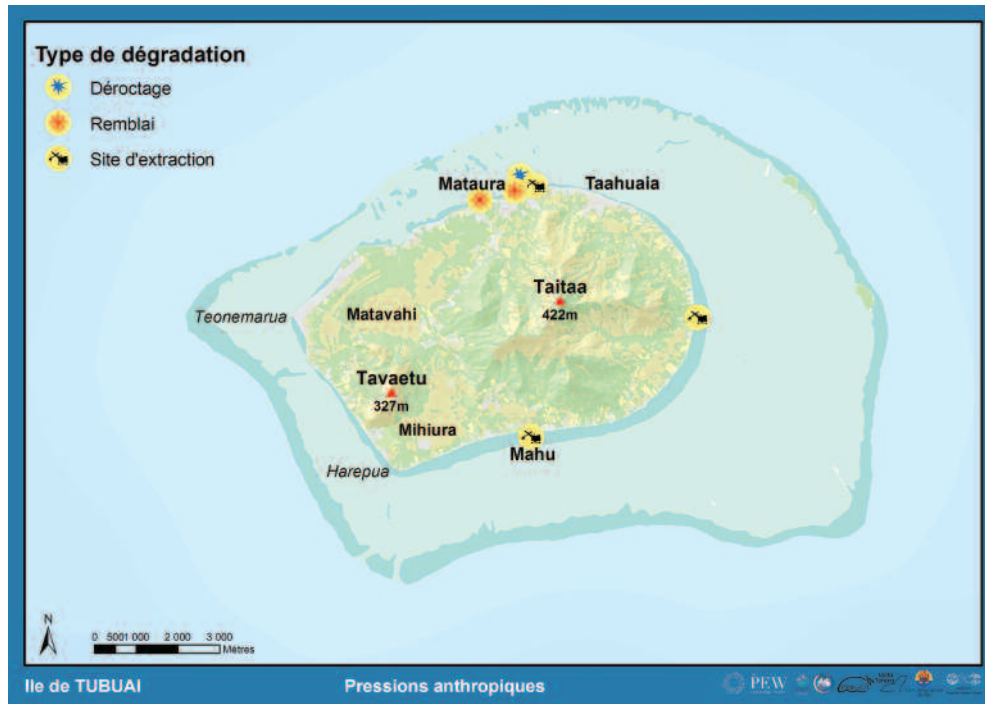 Type de dégradation
Déroctage
Remblai
Site d'extraction
Mataura
Taahuaia
Taitaa
422m
Teonemarua
Matavahi
Tavaetu
327m
Mihiura
Mahu
Harepua
N
0 5001 000 2 000 3 000
Mètres
Ile de TUBUAI
Pressions anthropiques
PEW